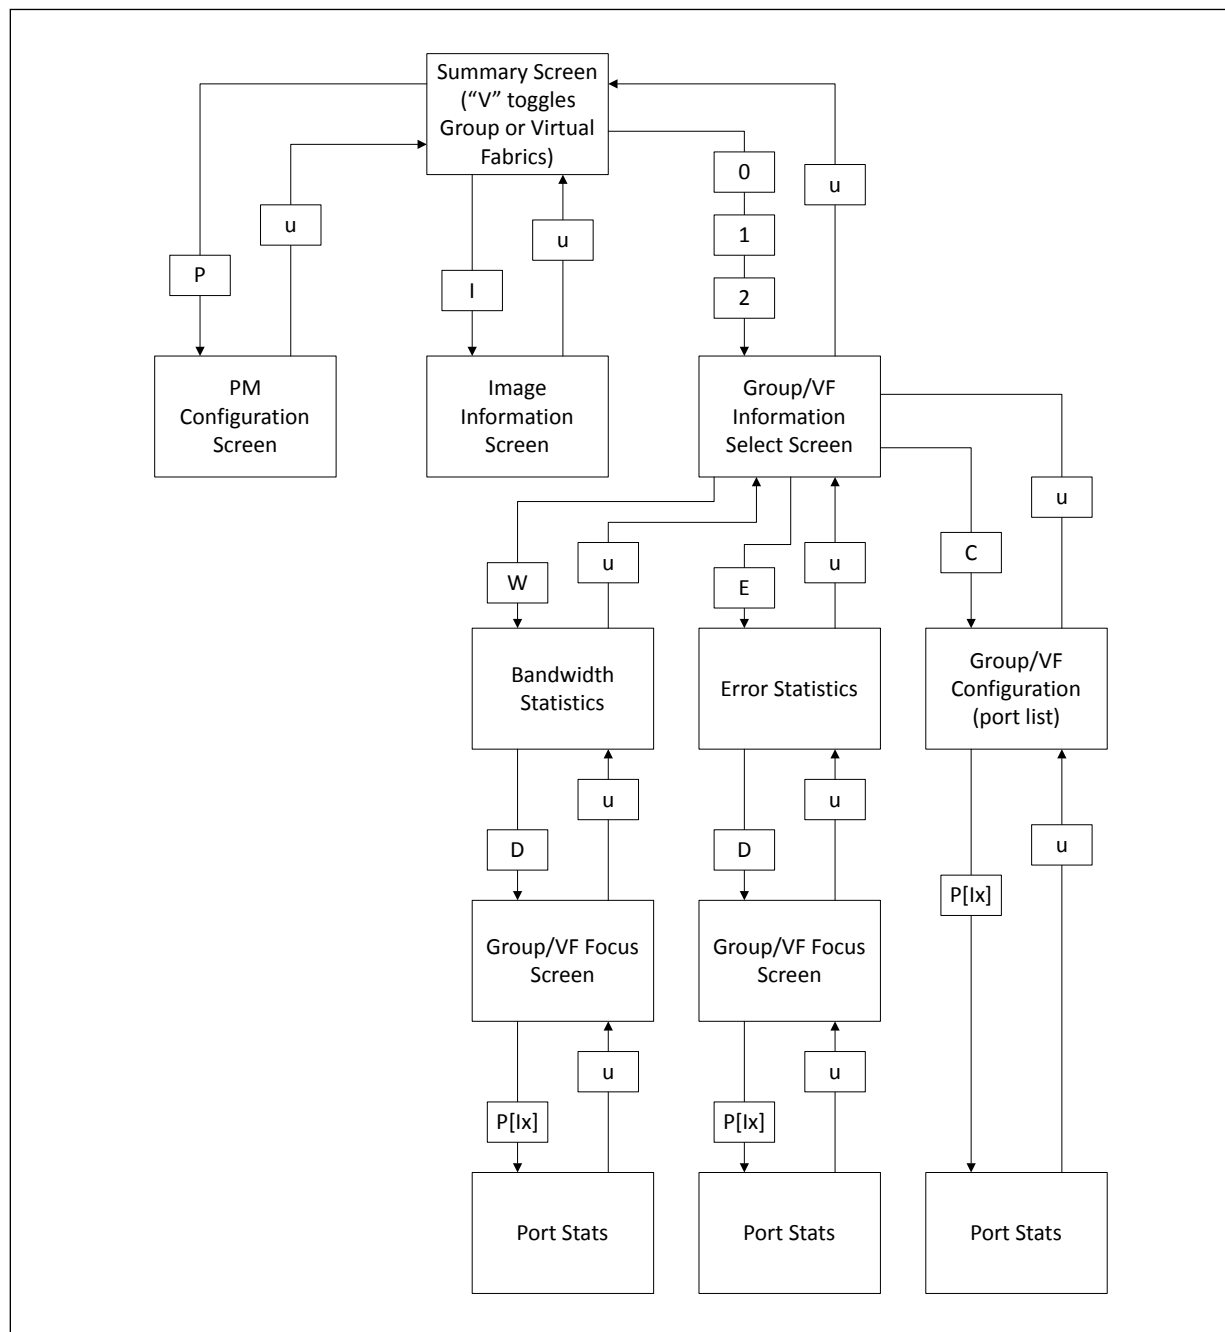 Summary Screen
(“V” toggles
Group or Virtual
Fabrics)
0
u
u
u
1
P
I
2
PM
Configuration
Screen
Image
Information
Screen
Group/VF
Information
Select Screen
u
u
u
C
W
E
Bandwidth
Statistics
Error Statistics
Group/VF
Configuration
(port list)
u
u
u
D
D
P[Ix]
Group/VF Focus
Screen
Group/VF Focus
Screen
u
u
P[Ix]
P[Ix]
Port Stats
Port Stats
Port Stats